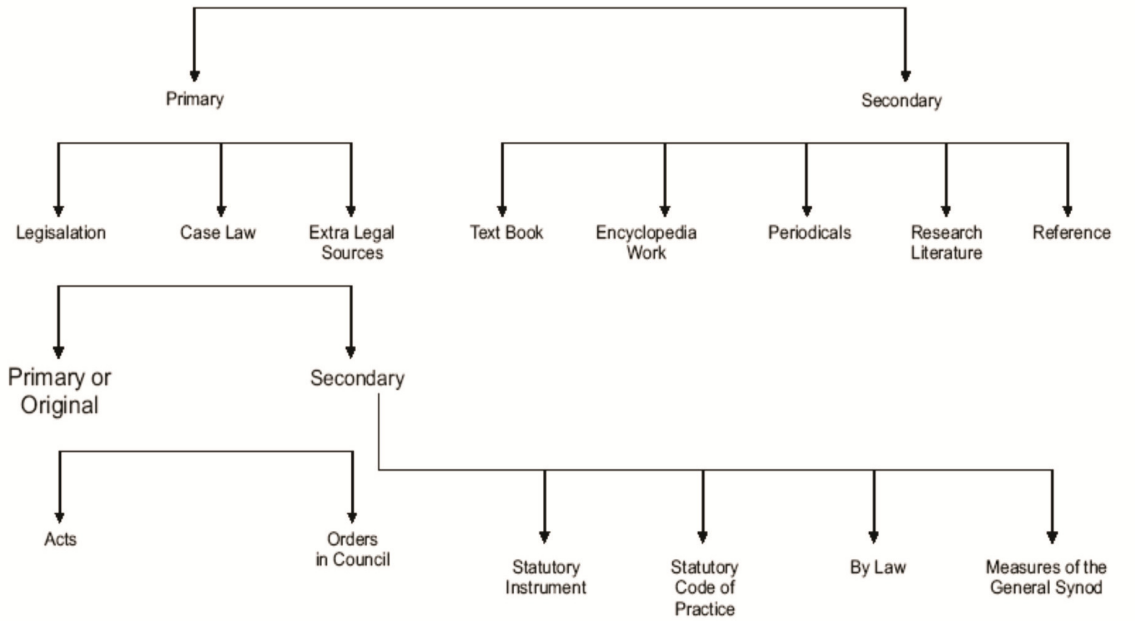 Primary
Secondary
Legisalation
Case Law
Extra Legal
Sources
Text Book
Encyclopedia
Work
Periodicals
Research
Literature
Reference
Primary or
Original
Secondary
Acts
Orders
in Council
Statutory
Instrument
Statutory
Code of
Practice
By Law
Measures of the
General Synod